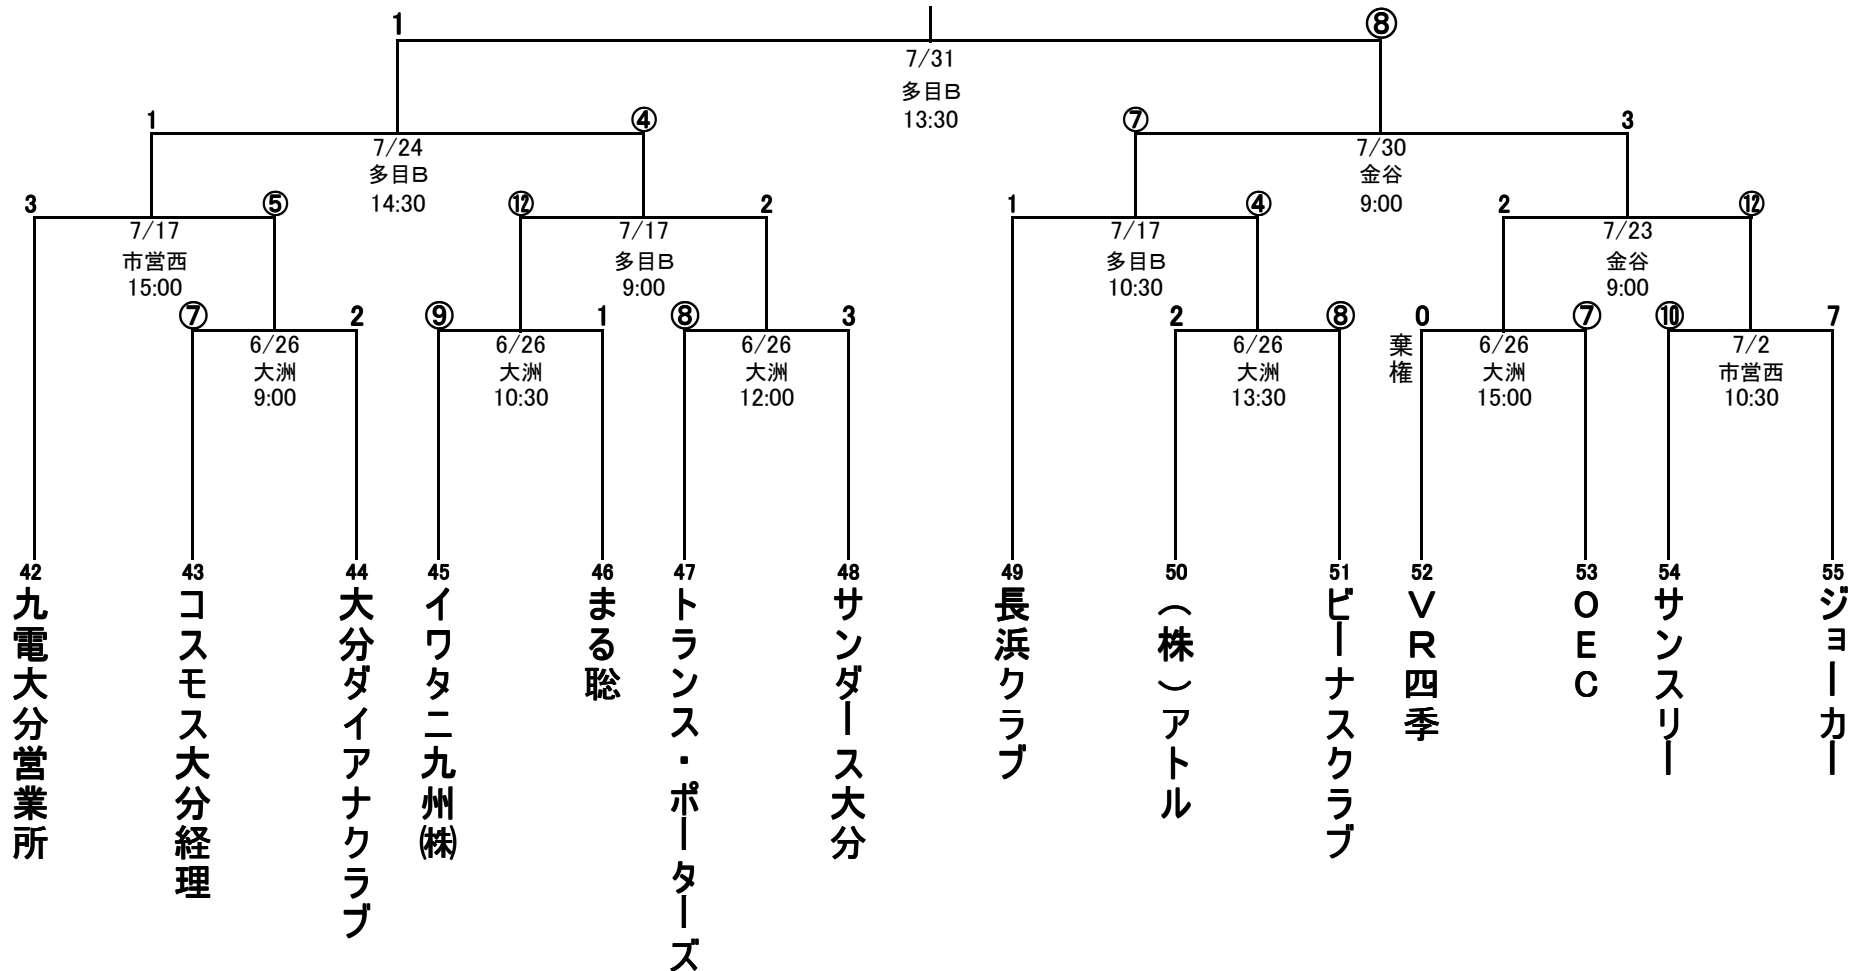 1 ⑧
7/31
多目B
13:30
1 ④ ⑦ 3
7/24 7/30
多目B 金谷
14:30 9:00
3 ⑤ ⑫ 2 1 ④ 2 ⑫
7/17 7/17 7/17 7/23
市営西 多目B 多目B 金谷
15:00 9:00 10:30 9:00
⑦ 2 ⑨ 1 ⑧ 3 2 ⑧ 0 ⑦ ⑩ 7
棄権
6/26 6/26 6/26 6/26 6/26 7/2
大洲 大洲 大洲 大洲 大洲 市営西
9:00 10:30 12:00 13:30 15:00 10:30
42 43 44 45 46 47 48 49 50 51 52 53 54 55
九電大分営業所
コスモス大分経理
大分ダイアナクラブ
イワタニ九州㈱
まる聡
トランス・ポーターズ
サンダース大分
長浜クラブ
（株）アトル
ビーナスクラブ
ＶＲ四季
ＯＥＣ
サンスリー
ジョーカー